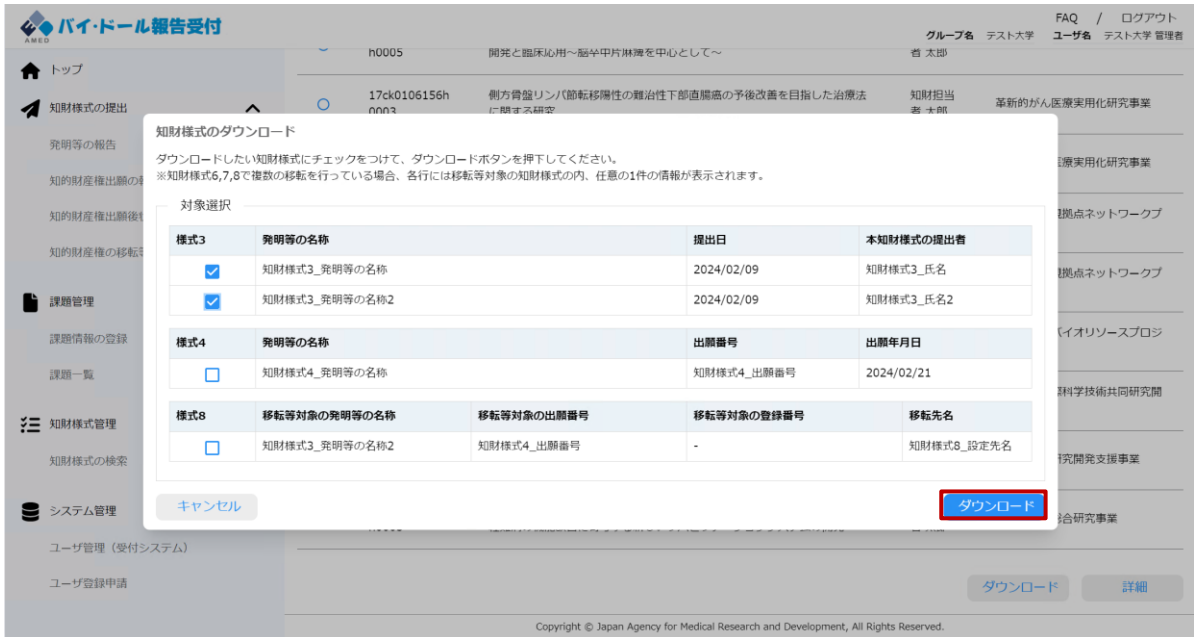 AMED バイ・ドール報告受付
FAQ / ログアウト
グループ名 テスト大学 ユーザ名 テスト大学 管理者
トップ
知財様式の提出
発明等の報告
知的財産権出願の
知的財産権出願後
知的財産権の移転
課題管理
課題情報の登録
課題一覧
知財様式管理
知財様式の検索
システム管理
ユーザ管理（受付システム）
ユーザ登録申請
h0005 開発と臨床応用～脳卒中片麻痺を中心として～ 者 太郎
17ck0106156h 側方骨盤リンパ節転移陽性の難治性下部直腸癌の予後改善を目指した治療法 知財担当 革新的がん医療実用化研究事業
0003 に関する研究 者 太郎
医療実用化研究事業
拠点ネットワークプ
拠点ネットワークプ
バイオリソースプロジ
科学技術共同研究開
研究開発支援事業
総合研究事業
知財様式のダウンロード
ダウンロードしたい知財様式にチェックをつけて、ダウンロードボタンを押下してください。
※知財様式6,7,8で複数の移転を行っている場合、各行には移転等対象の知財様式の内、任意の1件の情報が表示されます。
対象選択
様式3 発明等の名称 提出日 本知財様式の提出者
知財様式3_発明等の名称 2024/02/09 知財様式3_氏名
知財様式3_発明等の名称2 2024/02/09 知財様式3_氏名2
様式4 発明等の名称 出願番号 出願年月日
知財様式4_発明等の名称 知財様式4_出願番号 2024/02/21
様式8 移転等対象の発明等の名称 移転等対象の出願番号 移転等対象の登録番号 移転先名
知財様式3_発明等の名称2 知財様式4_出願番号 - 知財様式8_設定先名
キャンセル ダウンロード
ダウンロード 詳細
Copyright © Japan Agency for Medical Research and Development, All Rights Reserved.